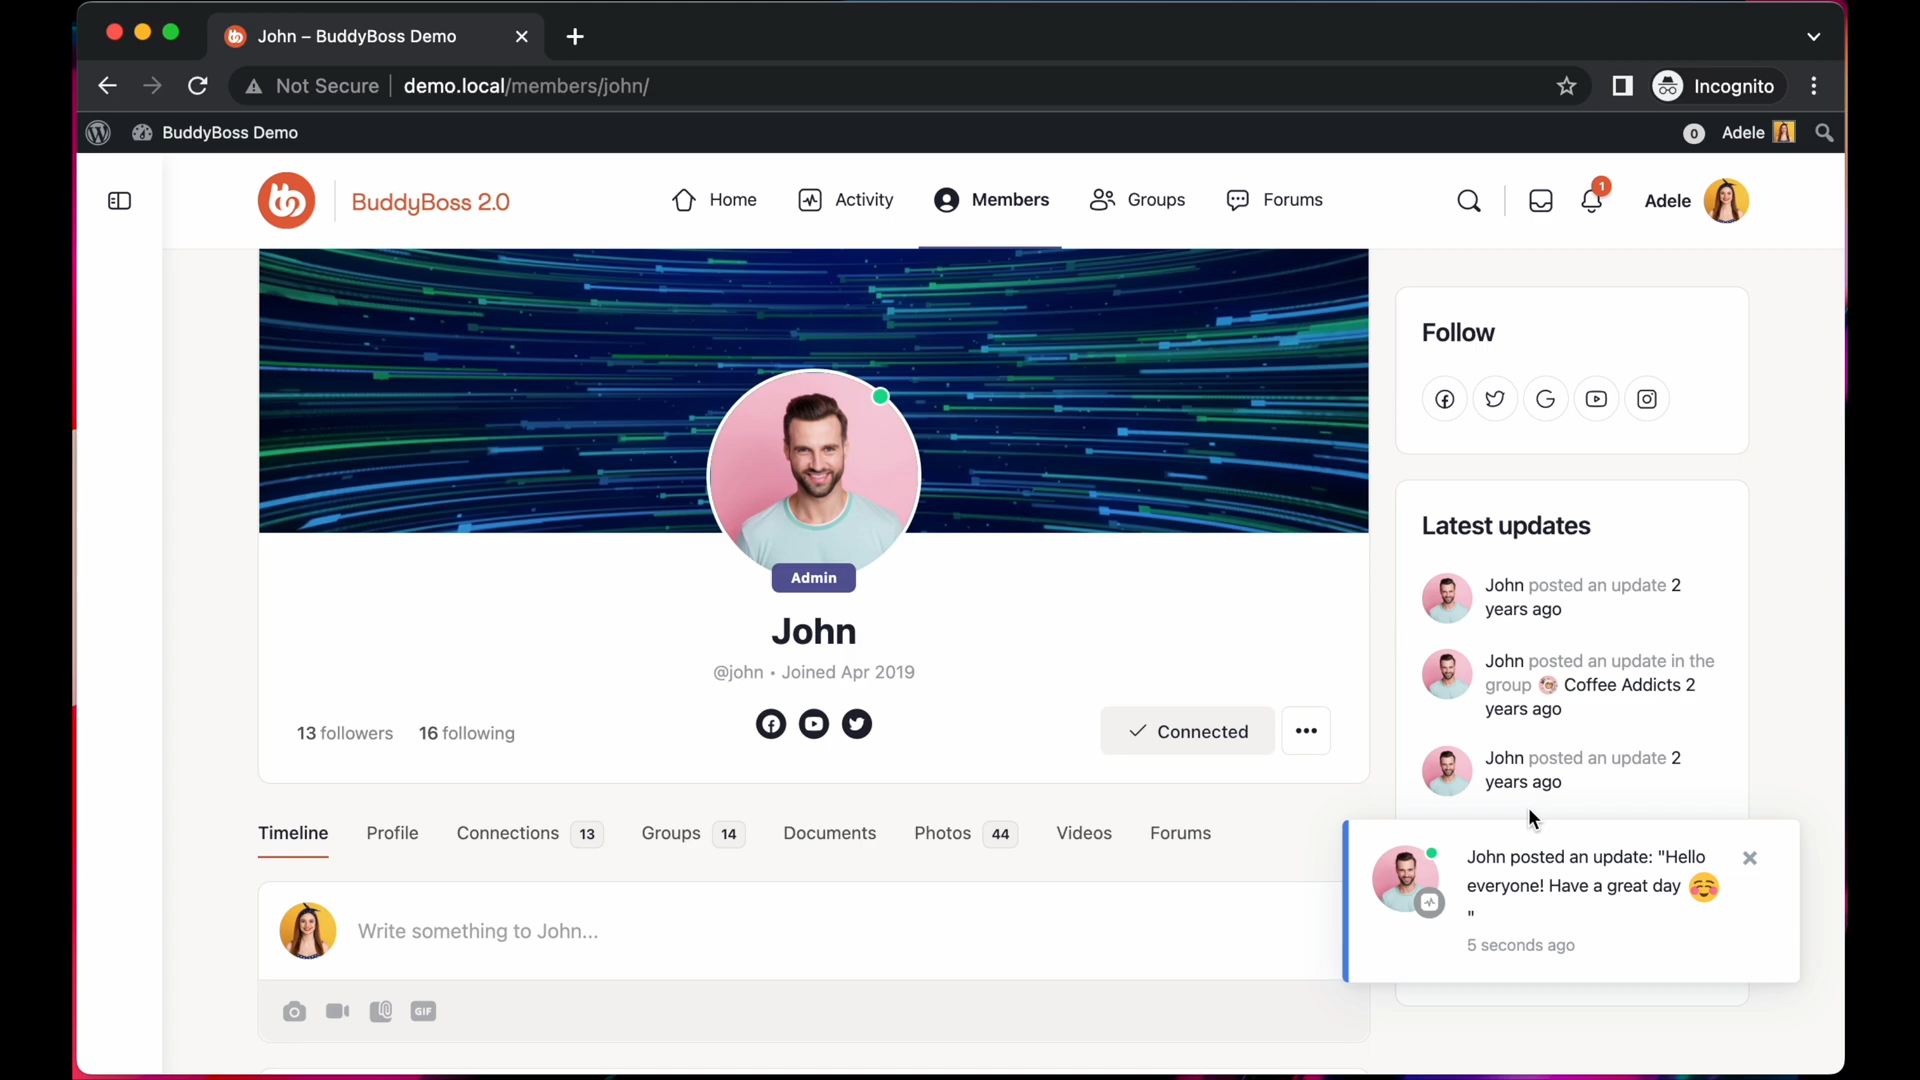 John – BuddyBoss Demo
Not Secure
demo.local/members/john/
Incognito
BuddyBoss Demo
0
Adele
BuddyBoss 2.0
Home
Activity
Members
Groups
Forums
1
Adele
Follow
Latest updates
John posted an update 2
years ago
John posted an update in the
group Coffee Addicts 2
years ago
John posted an update 2
years ago
Admin
John
@john • Joined Apr 2019
13 followers
16 following
Connected
Timeline
Profile
Connections 13
Groups 14
Documents
Photos 44
Videos
Forums
Write something to John...
GIF
John posted an update: "Hello
everyone! Have a great day ☺️
"
5 seconds ago